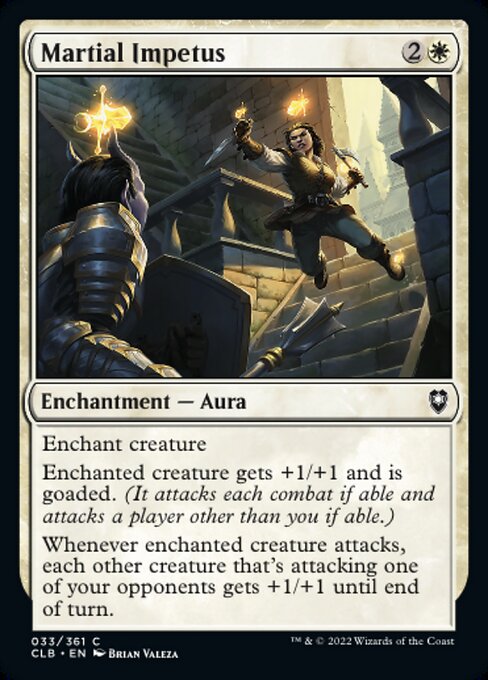 Martial Impetus 2
Enchantment — Aura
Enchant creature
Enchanted creature gets +1/+1 and is
goaded. (It attacks each combat if able and
attacks a player other than you if able.)
Whenever enchanted creature attacks,
each other creature that's attacking one
of your opponents gets +1/+1 until end
of turn.
033/361 C
CLB • EN Brian Valeza
™ & © 2022 Wizards of the Coast